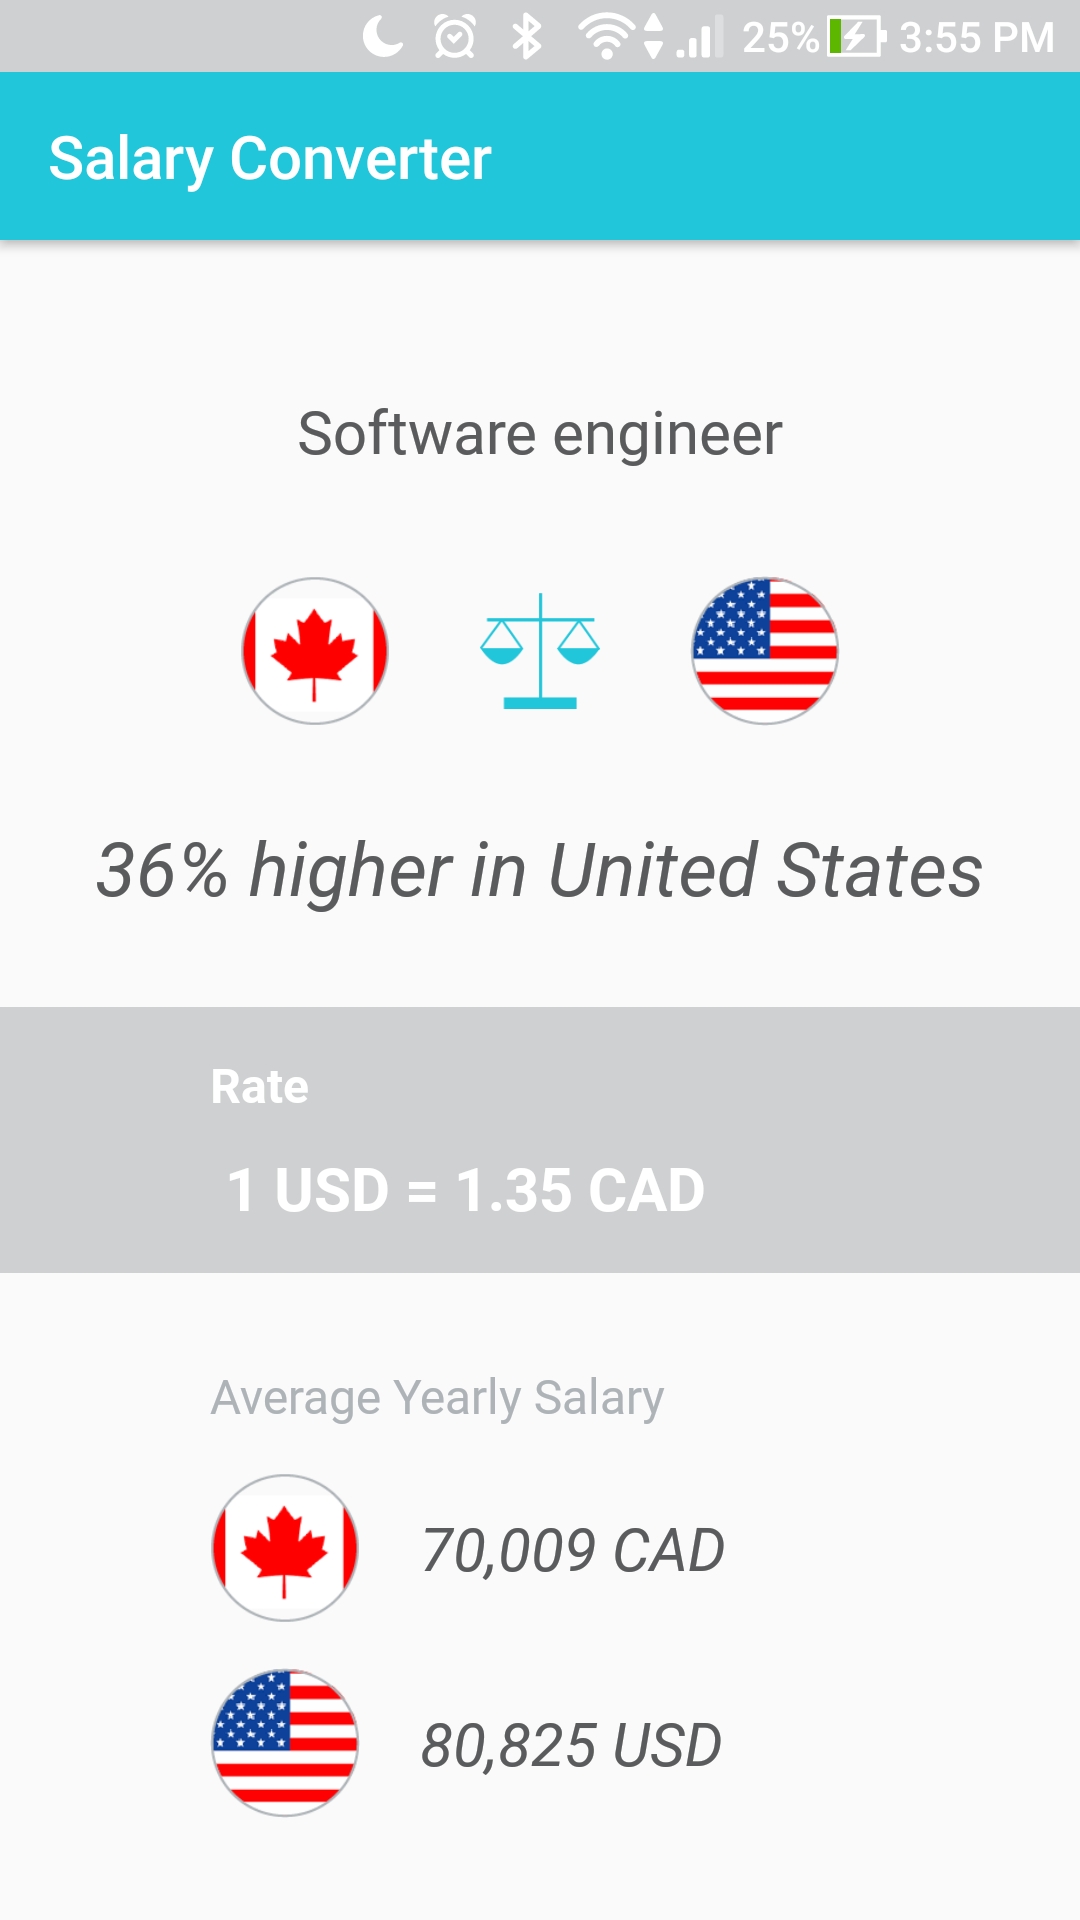 25% 3:55 PM
Salary Converter
Software engineer
36% higher in United States
Rate
1 USD = 1.35 CAD
Average Yearly Salary
70,009 CAD
80,825 USD